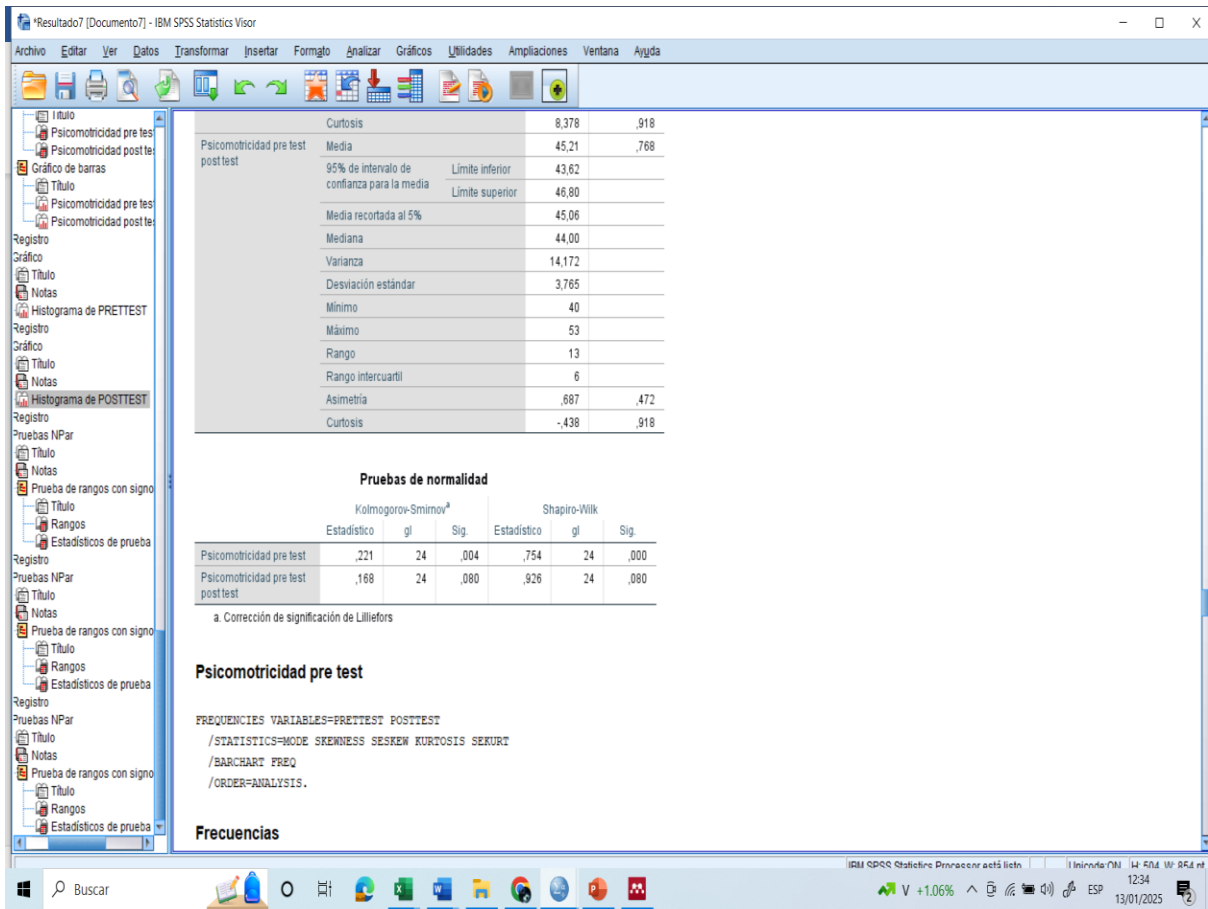 *Resultado7 [Documento7] - IBM SPSS Statistics Visor
Archivo Editar Ver Datos Transformar Insertar Formato Analizar Gráficos Utilidades Ampliaciones Ventana Ayuda
Título
Psicomotricidad pre tes
Psicomotricidad post te
Gráfico de barras
Título
Psicomotricidad pre tes
Psicomotricidad post te
Registro
Gráfico
Título
Notas
Histograma de PRETTEST
Registro
Gráfico
Título
Notas
Histograma de POSTTEST
Registro
Pruebas NPar
Título
Notas
Prueba de rangos con signo
Título
Rangos
Estadísticos de prueba
Registro
Pruebas NPar
Título
Notas
Prueba de rangos con signo
Título
Rangos
Estadísticos de prueba
Registro
Pruebas NPar
Título
Notas
Prueba de rangos con signo
Título
Rangos
Estadísticos de prueba
Curtosis 8,378 ,918
Psicomotricidad pre test post test Media 45,21 ,768
95% de intervalo de confianza para la media Límite inferior 43,62
Límite superior 46,80
Media recortada al 5% 45,06
Mediana 44,00
Varianza 14,172
Desviación estándar 3,765
Mínimo 40
Máximo 53
Rango 13
Rango intercuartil 6
Asimetría ,687 ,472
Curtosis -,438 ,918
Pruebas de normalidad
Kolmogorov-Smirnovª Shapiro-Wilk
Estadístico gl Sig. Estadístico gl Sig.
Psicomotricidad pre test ,221 24 ,004 ,754 24 ,000
Psicomotricidad pre test post test ,168 24 ,080 ,926 24 ,080
a. Corrección de significación de Lilliefors
Psicomotricidad pre test
FREQUENCIES VARIABLES=PRETTEST POSTTEST
/STATISTICS=MODE SKEWNESS SESKEW KURTOSIS SEKURT
/BARCHART FREQ
/ORDER=ANALYSIS.
Frecuencias
IBM SPSS Statistics Processor está listo Unicode:ON H: 504, W: 854 pt
Buscar
V +1.06% ESP
12:34
13/01/2025
2